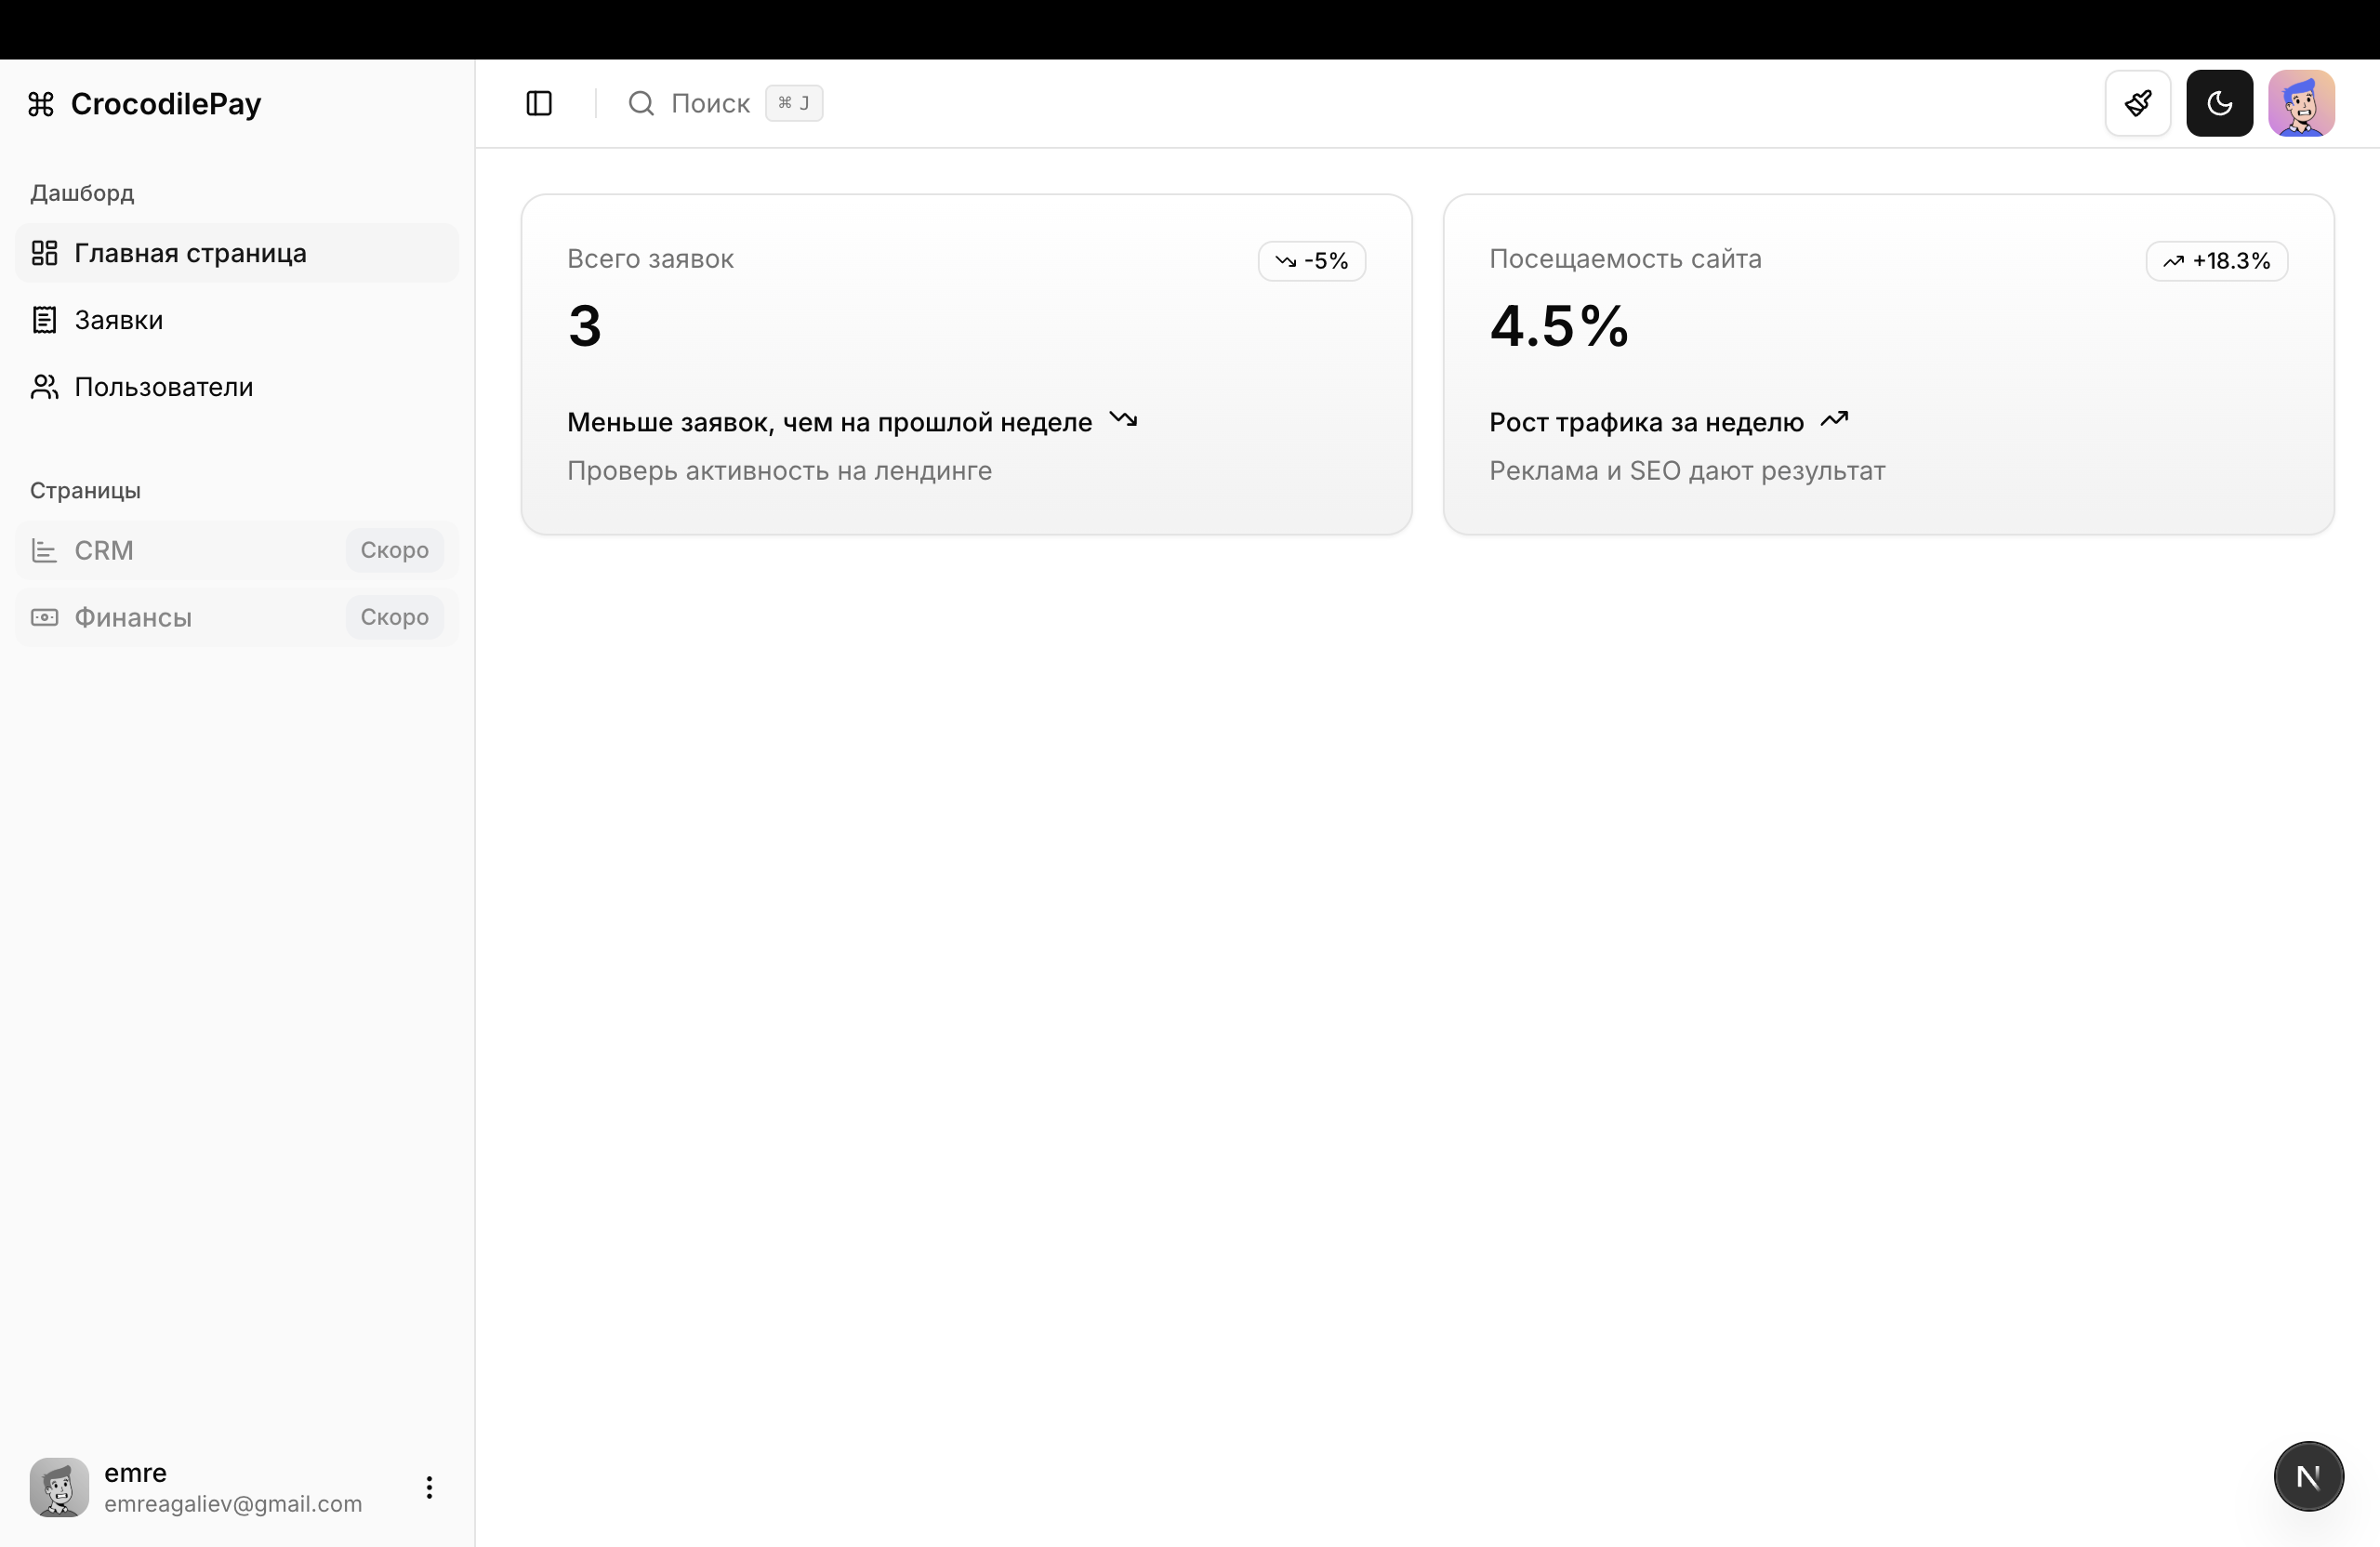 CrocodilePay
Поиск ⌘ J
Дашборд
Главная страница
Заявки
Пользователи
Страницы
CRM Скоро
Финансы Скоро
Всего заявок -5%
3
Меньше заявок, чем на прошлой неделе
Проверь активность на лендинге
Посещаемость сайта +18.3%
4.5%
Рост трафика за неделю
Реклама и SEO дают результат
emre
emreagaliev@gmail.com
N